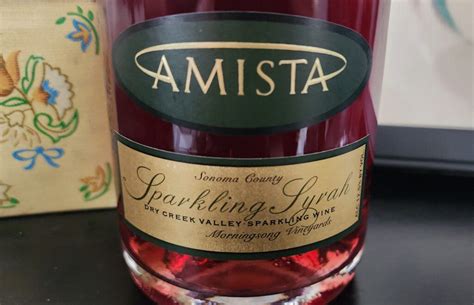 AMISTA
Sonoma County
Sparkling Syrah
DRY CREEK VALLEY · SPARKLING WINE
Morningsong Vineyards